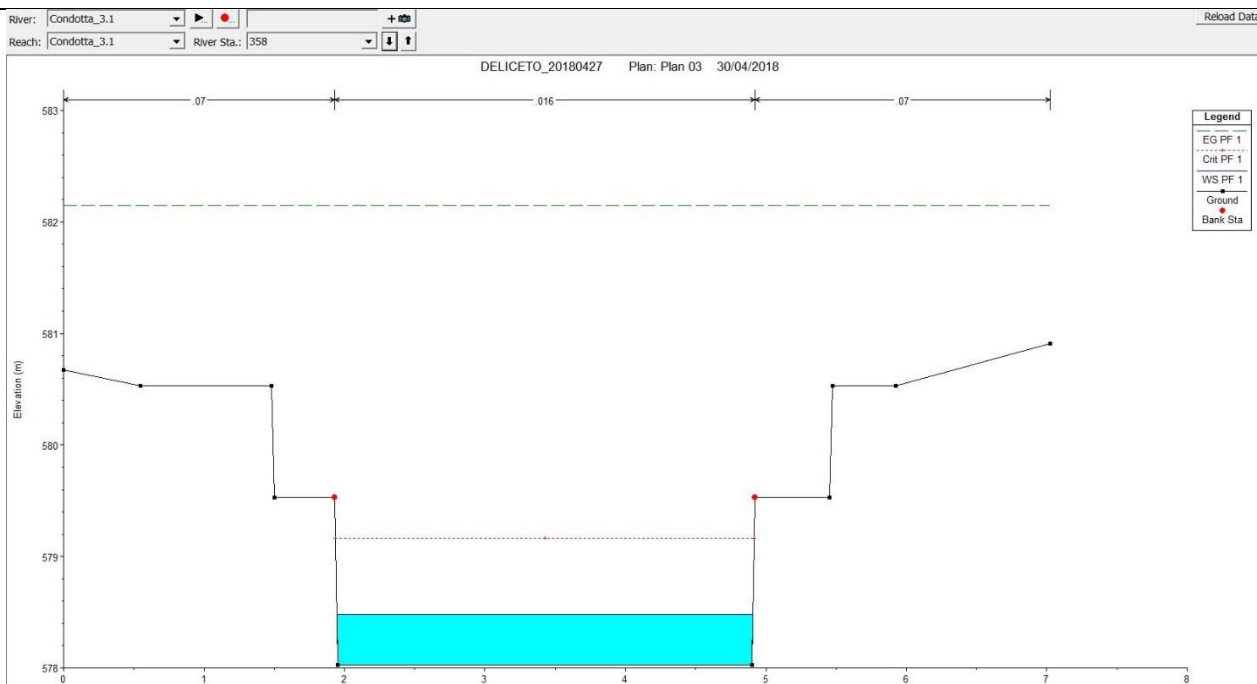 River: Condotta_3.1 Reload Data
Reach: Condotta_3.1 River Sta.: 358
DELICETO_20180427 Plan: Plan 03 30/04/2018
.07 .016 .07
Legend
EG PF 1
Crit PF 1
WS PF 1
Ground
Bank Sta
583
582
581
580
579
578
Elevation (m)
0 1 2 3 4 5 6 7 8